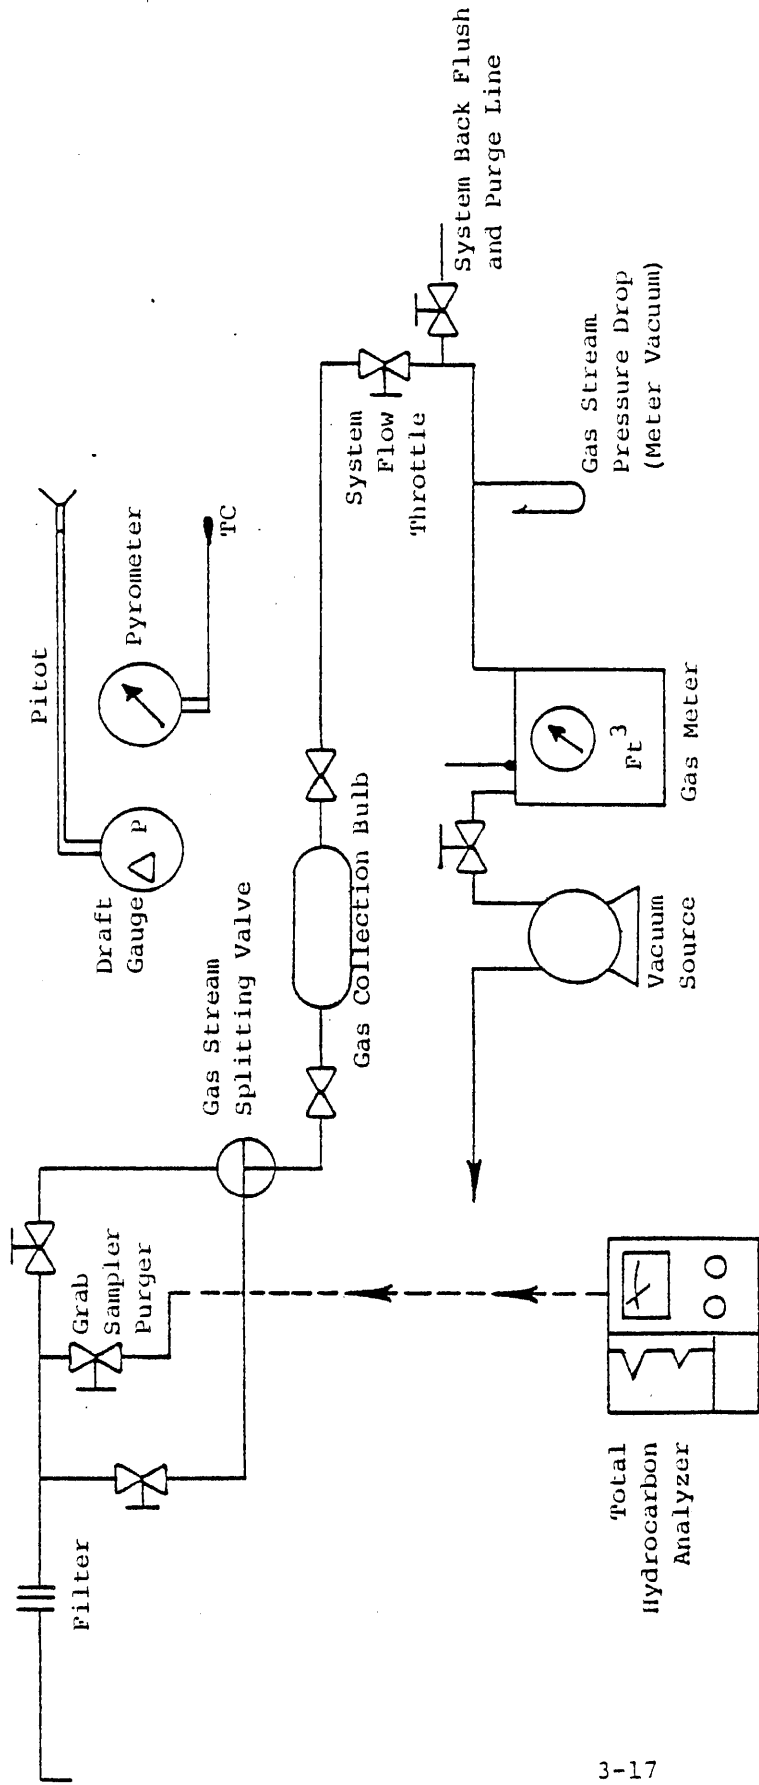 Pitot
Draft
Gauge
△ P
Pyrometer
TC
Filter
Grab
Sampler
Purger
Gas Stream
Splitting Valve
Gas Collection Bulb
System
Flow
Throttle
System Back Flush
and Purge Line
Gas Stream
Pressure Drop
(Meter Vacuum)
Ft³
Gas Meter
Vacuum
Source
Total
Hydrocarbon
Analyzer
3-17